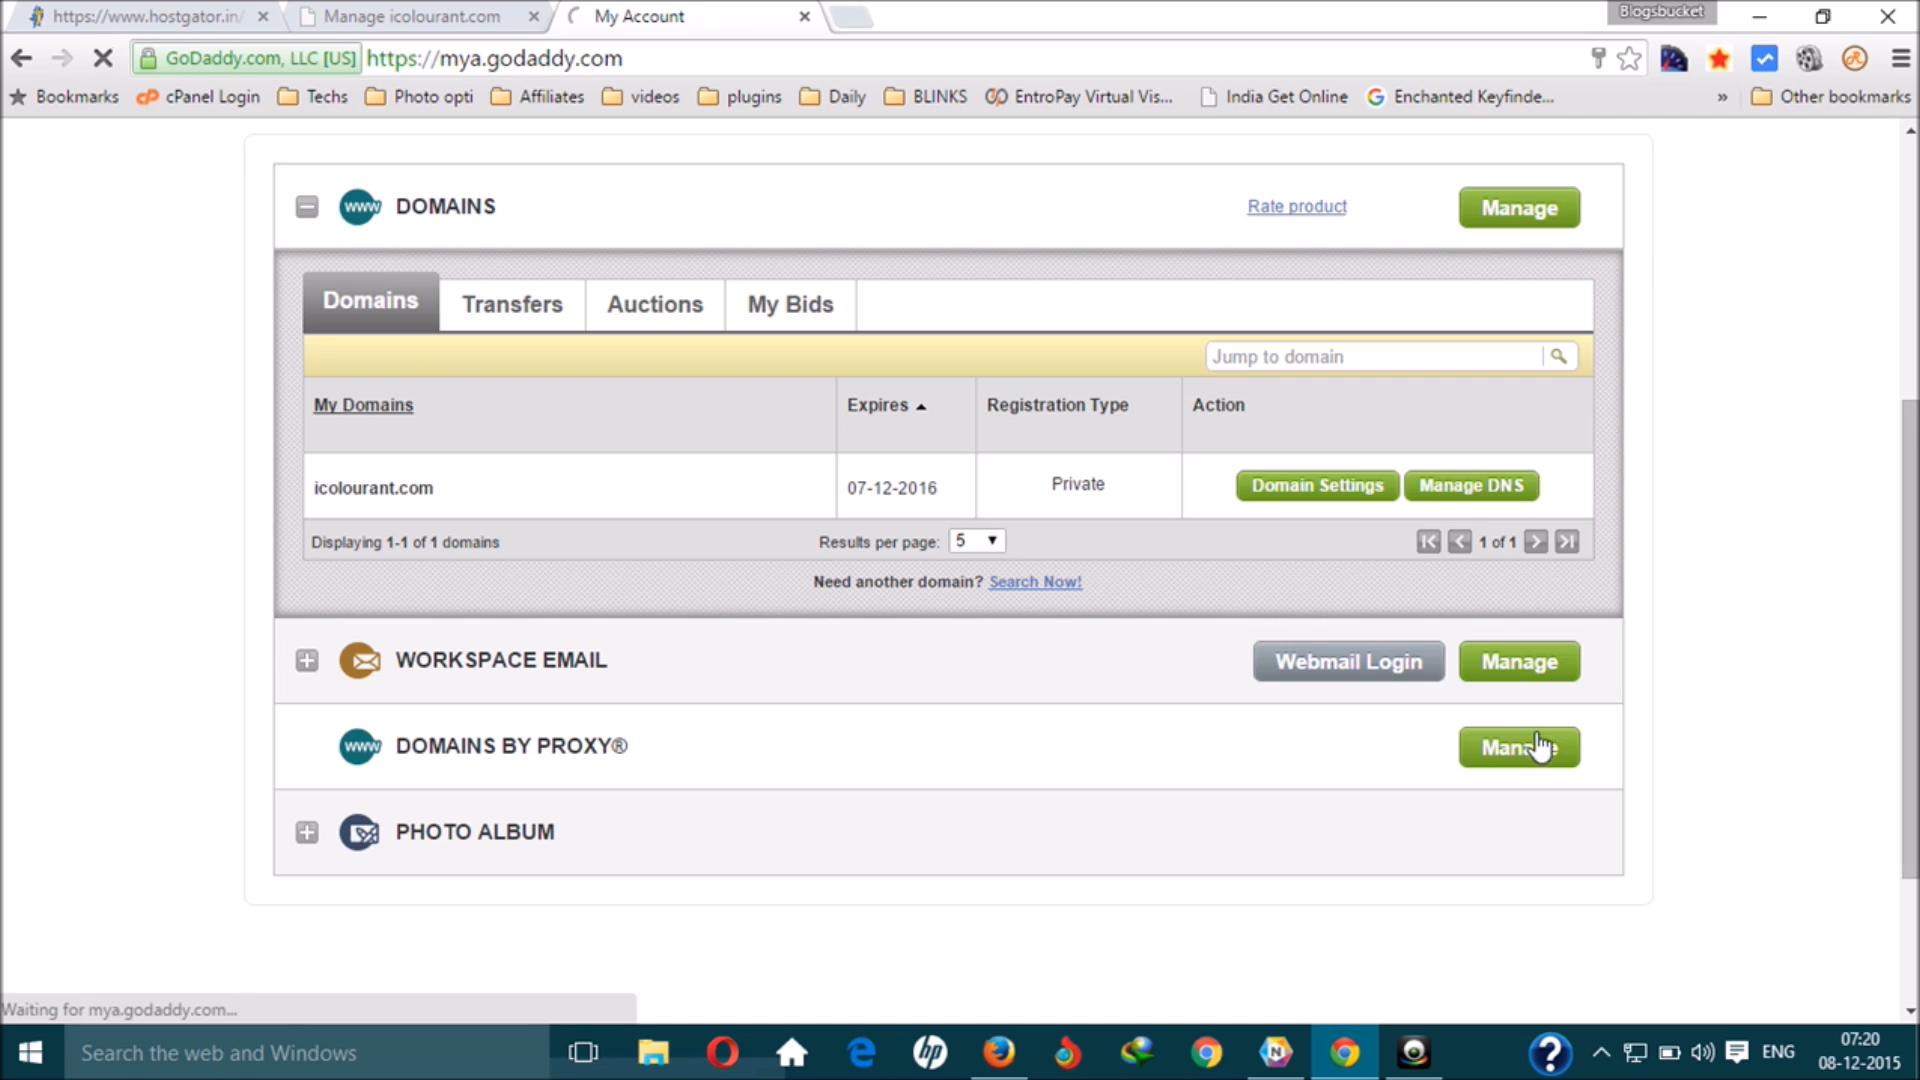 https://www.hostgator.in/
Manage icolourant.com
My Account
Blogsbucket
GoDaddy.com, LLC [US]
https://mya.godaddy.com
Bookmarks
cPanel Login
Techs
Photo opti
Affiliates
videos
plugins
Daily
BLINKS
EntroPay Virtual Vis...
India Get Online
Enchanted Keyfinde...
»
Other bookmarks
www
DOMAINS
Rate product
Manage
Domains
Transfers
Auctions
My Bids
Jump to domain
My Domains
Expires
Registration Type
Action
icolourant.com
07-12-2016
Private
Domain Settings
Manage DNS
Displaying 1-1 of 1 domains
Results per page: 5
1 of 1
Need another domain? Search Now!
WORKSPACE EMAIL
Webmail Login
Manage
www
DOMAINS BY PROXY®
Manage
PHOTO ALBUM
Waiting for mya.godaddy.com...
Search the web and Windows
hp
N
?
ENG
07:20
08-12-2015